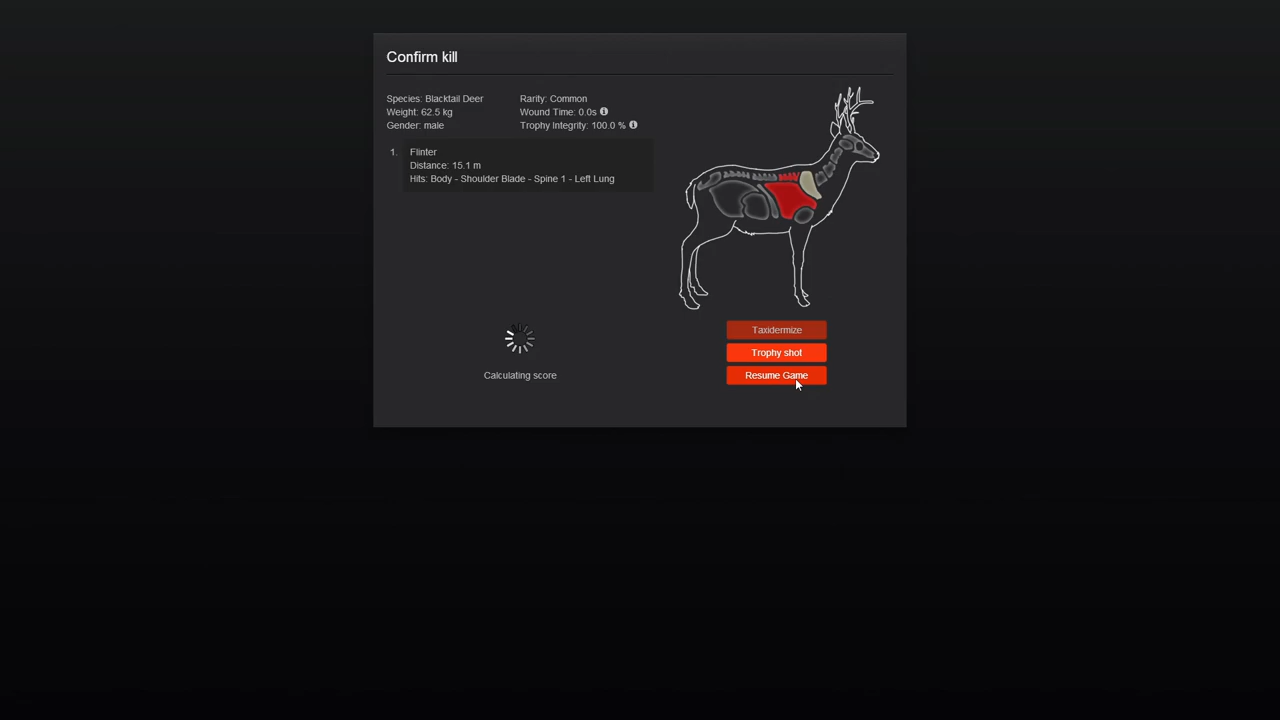 Confirm kill
Species: Blacktail Deer
Weight: 62.5 kg
Gender: male
Rarity: Common
Wound Time: 0.0s
Trophy Integrity: 100.0 %
1.
Flinter
Distance: 15.1 m
Hits: Body - Shoulder Blade - Spine 1 - Left Lung
Calculating score
Taxidermize
Trophy shot
Resume Game